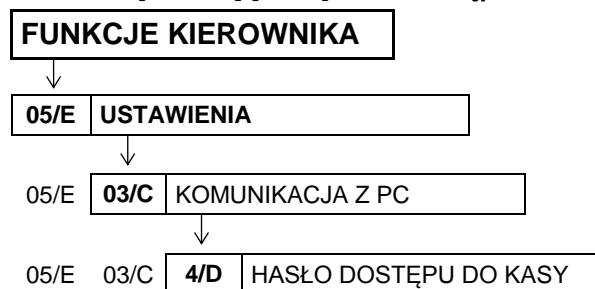 FUNKCJE KIEROWNIKA
05/E USTAWIENIA
05/E 03/C KOMUNIKACJA Z PC
05/E 03/C 4/D HASŁO DOSTĘPU DO KASY